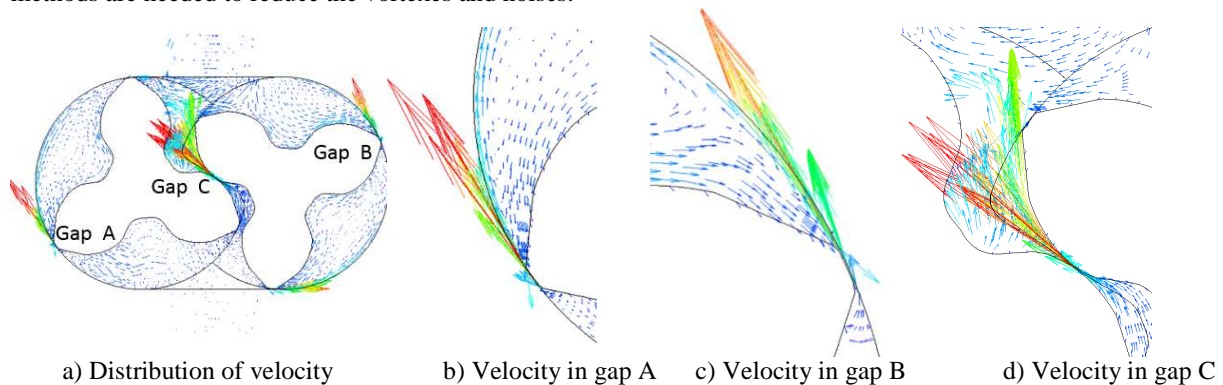 methods are needed to reduce the vortexes and noises.
Gap B
Gap C
Gap A
a) Distribution of velocity
b) Velocity in gap A
c) Velocity in gap B
d) Velocity in gap C